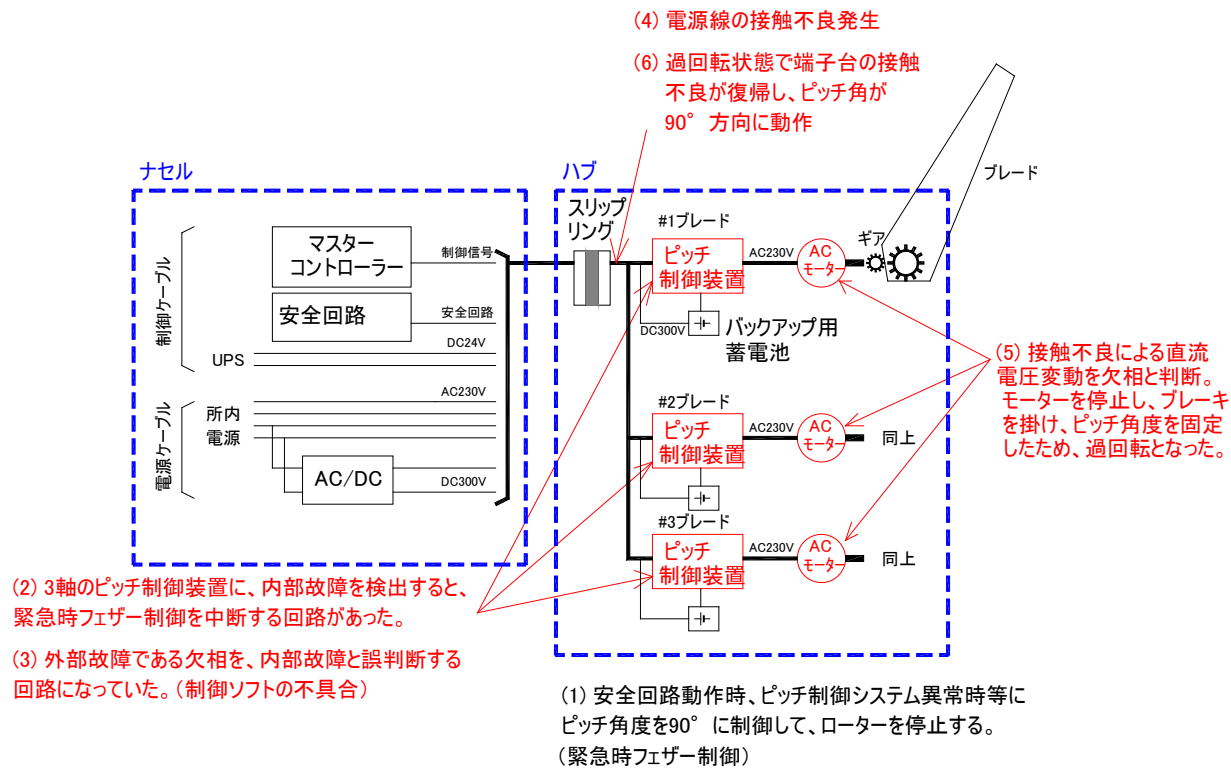 (4) 電源線の接触不良発生
(6) 過回転状態で端子台の接触
不良が復帰し、ピッチ角が
90° 方向に動作
ナセル
ハブ
ブレード
スリップ
リング
#1ブレード
ギア
マスター
コントローラー
制御信号
ピッチ
制御装置
AC230V
AC
モーター
制御ケーブル
安全回路
安全回路
DC300V
バックアップ用
蓄電池
DC24V
UPS
(5) 接触不良による直流
電圧変動を欠相と判断。
モーターを停止し、ブレーキ
を掛け、ピッチ角度を固定
したため、過回転となった。
AC230V
所内
電源
電源ケーブル
AC/DC
DC300V
#2ブレード
ピッチ
制御装置
AC230V
AC
モーター
同上
#3ブレード
ピッチ
制御装置
AC230V
AC
モーター
同上
(2) 3軸のピッチ制御装置に、内部故障を検出すると、
緊急時フェザー制御を中断する回路があった。
(3) 外部故障である欠相を、内部故障と誤判断する
回路になっていた。(制御ソフトの不具合)
(1) 安全回路動作時、ピッチ制御システム異常時等に
ピッチ角度を90° に制御して、ローターを停止する。
(緊急時フェザー制御)